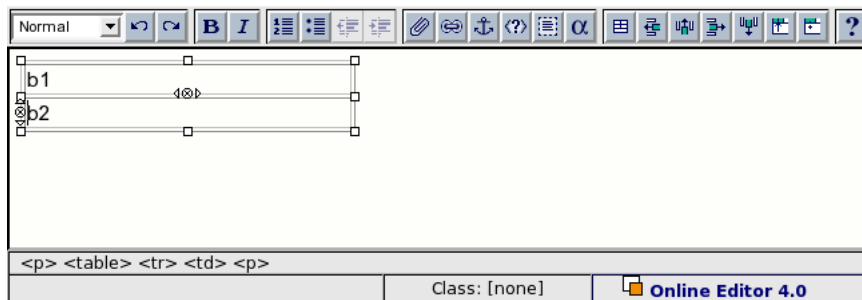 Normal B I α ?
b1
b2
<p> <table> <tr> <td> <p>
Class: [none] Online Editor 4.0